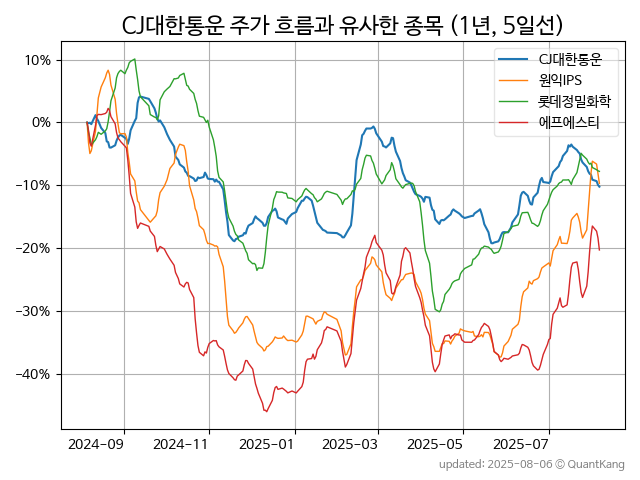 CJ대한통운 주가 흐름과 유사한 종목 (1년, 5일선)
CJ대한통운
원익IPS
롯데정밀화학
에프에스티
10%
0%
−10%
−20%
−30%
−40%
2024-09 2024-11 2025-01 2025-03 2025-05 2025-07
updated: 2025-08-06 © QuantKang